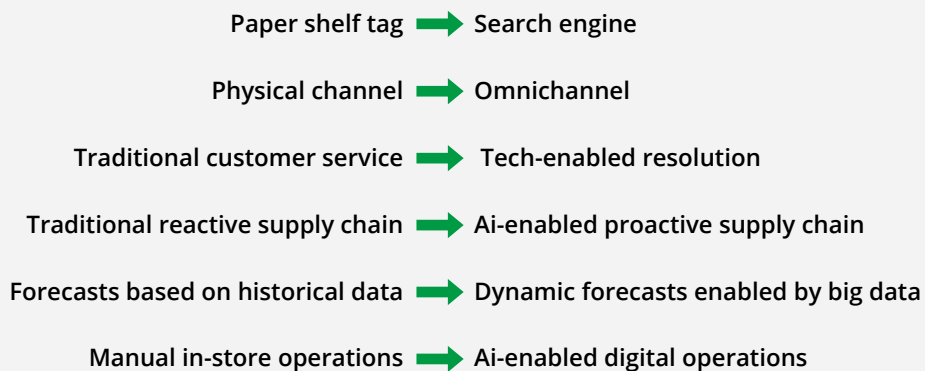 Paper shelf tag Search engine
Physical channel Omnichannel
Traditional customer service Tech-enabled resolution
Traditional reactive supply chain Ai-enabled proactive supply chain
Forecasts based on historical data Dynamic forecasts enabled by big data
Manual in-store operations Ai-enabled digital operations